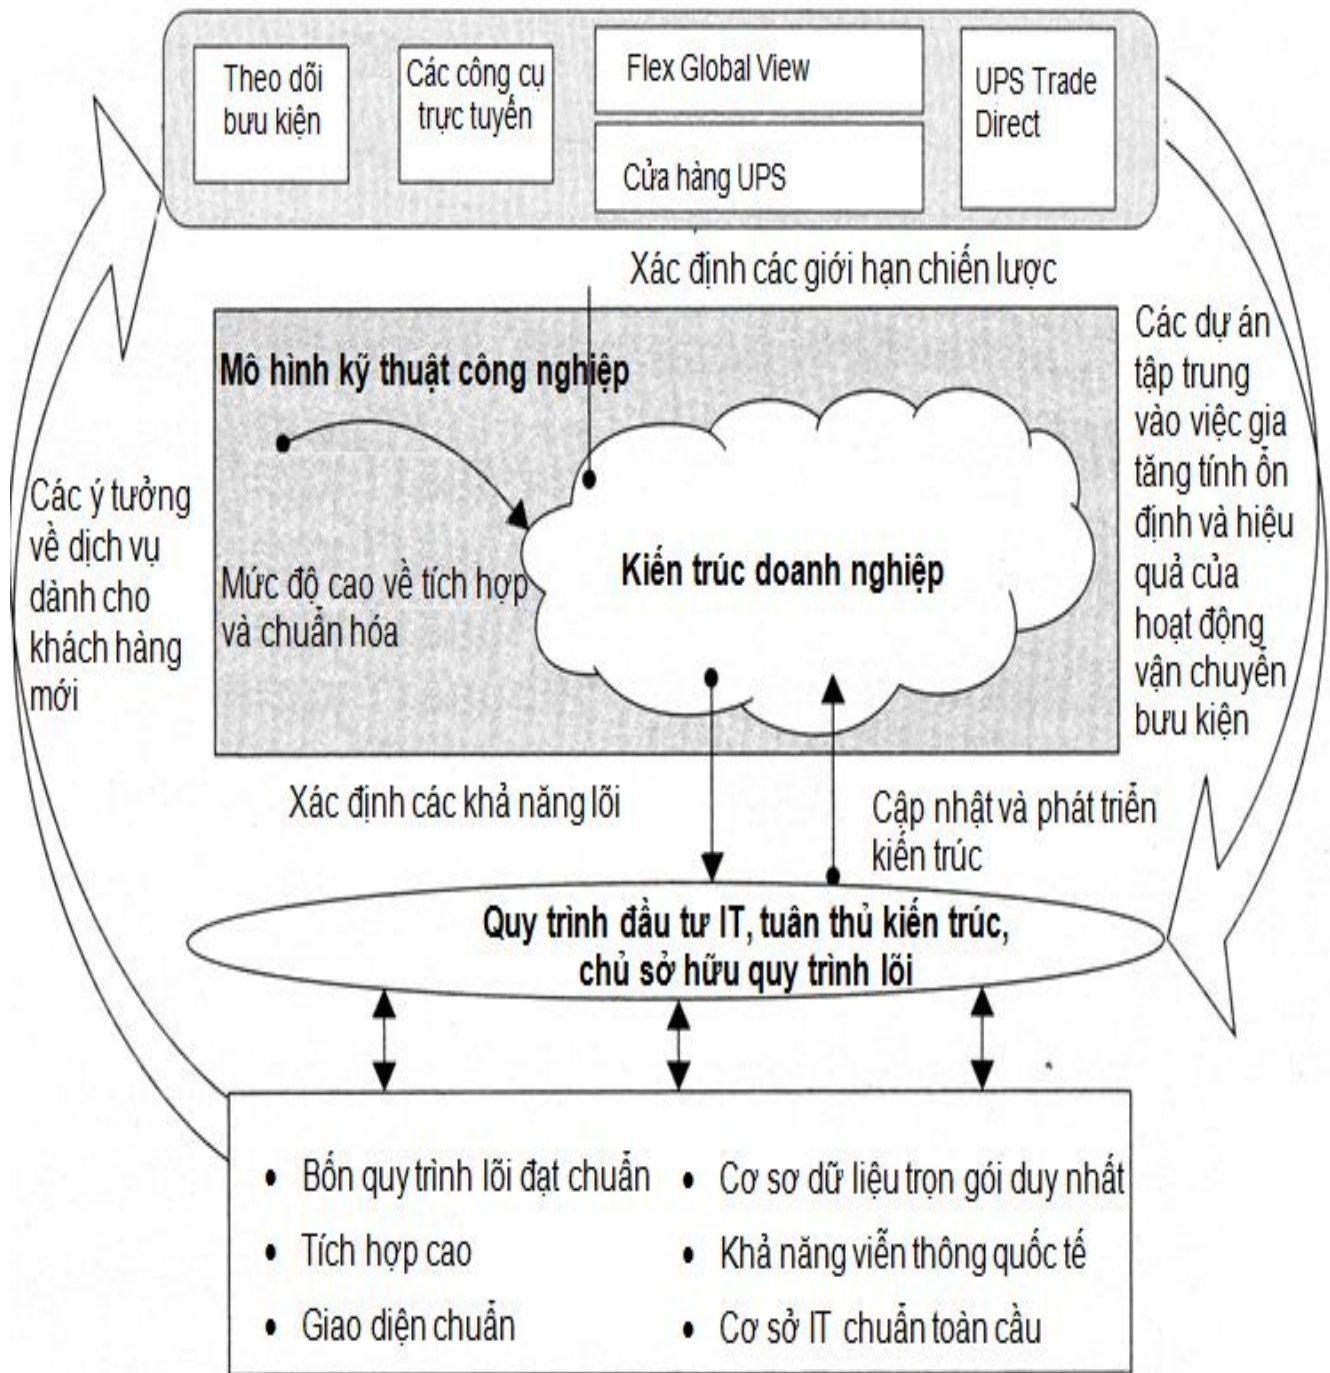 Theo dõi
bưu kiện
Các công cụ
trực tuyến
Flex Global View
Cửa hàng UPS
UPS Trade
Direct
Xác định các giới hạn chiến lược
Mô hình kỹ thuật công nghiệp
Mức độ cao về tích hợp
và chuẩn hóa
Kiến trúc doanh nghiệp
Các ý tưởng
về dịch vụ
dành cho
khách hàng
mới
Các dự án
tập trung
vào việc gia
tăng tính ổn
định và hiệu
quả của
hoạt động
vận chuyển
bưu kiện
Xác định các khả năng lõi
Cập nhật và phát triển
kiến trúc
Quy trình đầu tư IT, tuân thủ kiến trúc,
chủ sở hữu quy trình lõi
• Bốn quy trình lõi đạt chuẩn
• Tích hợp cao
• Giao diện chuẩn
• Cơ sơ dữ liệu trọn gói duy nhất
• Khả năng viễn thông quốc tế
• Cơ sở IT chuẩn toàn cầu